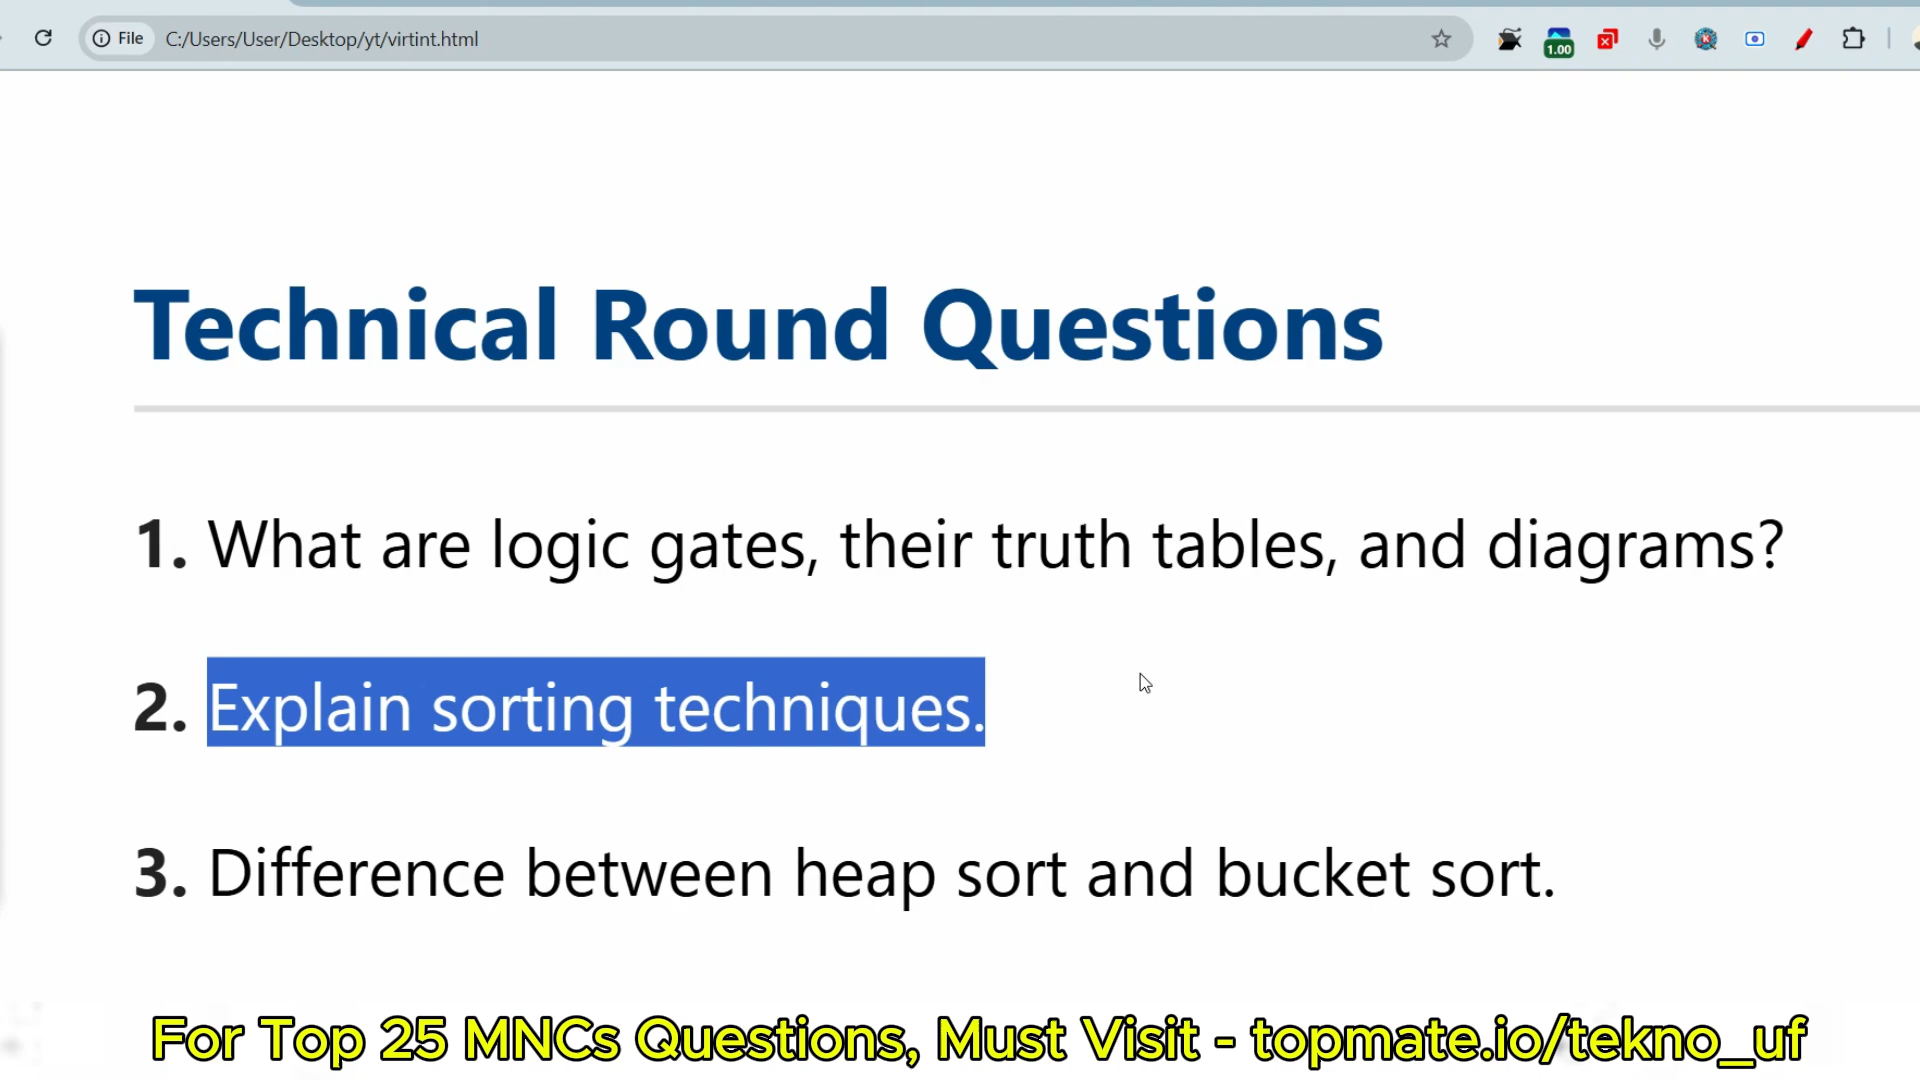 File C:/Users/User/Desktop/yt/virtint.html
1.00
Technical Round Questions
1. What are logic gates, their truth tables, and diagrams?
2. Explain sorting techniques.
3. Difference between heap sort and bucket sort.
For Top 25 MNCs Questions, Must Visit - topmate.io/tekno_uf